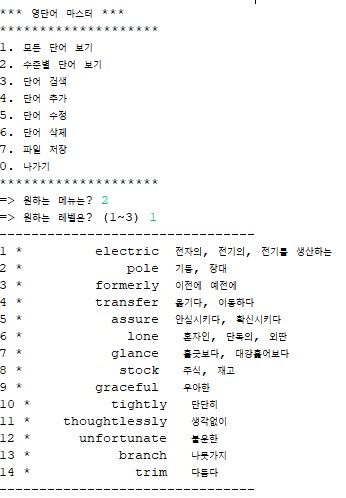 *** 영단어 마스터 ***
********************
1. 모든 단어 보기
2. 수준별 단어 보기
3. 단어 검색
4. 단어 추가
5. 단어 수정
6. 단어 삭제
7. 파일 저장
0. 나가기
********************
=> 원하는 메뉴는? 2
=> 원하는 레벨은? (1~3) 1
--------------------------------
1 * electric 전자의, 전기의, 전기를 생산하는
2 * pole 기둥, 장대
3 * formerly 이전에 예전에
4 * transfer 옮기다, 이동하다
5 * assure 안심시키다, 확신시키다
6 * lone 혼자인, 단독의, 외딴
7 * glance 흘긋보다, 대강훑어보다
8 * stock 주식, 재고
9 * graceful 우아한
10 * tightly 단단히
11 * thoughtlessly 생각없이
12 * unfortunate 불운한
13 * branch 나뭇가지
14 * trim 다듬다
--------------------------------